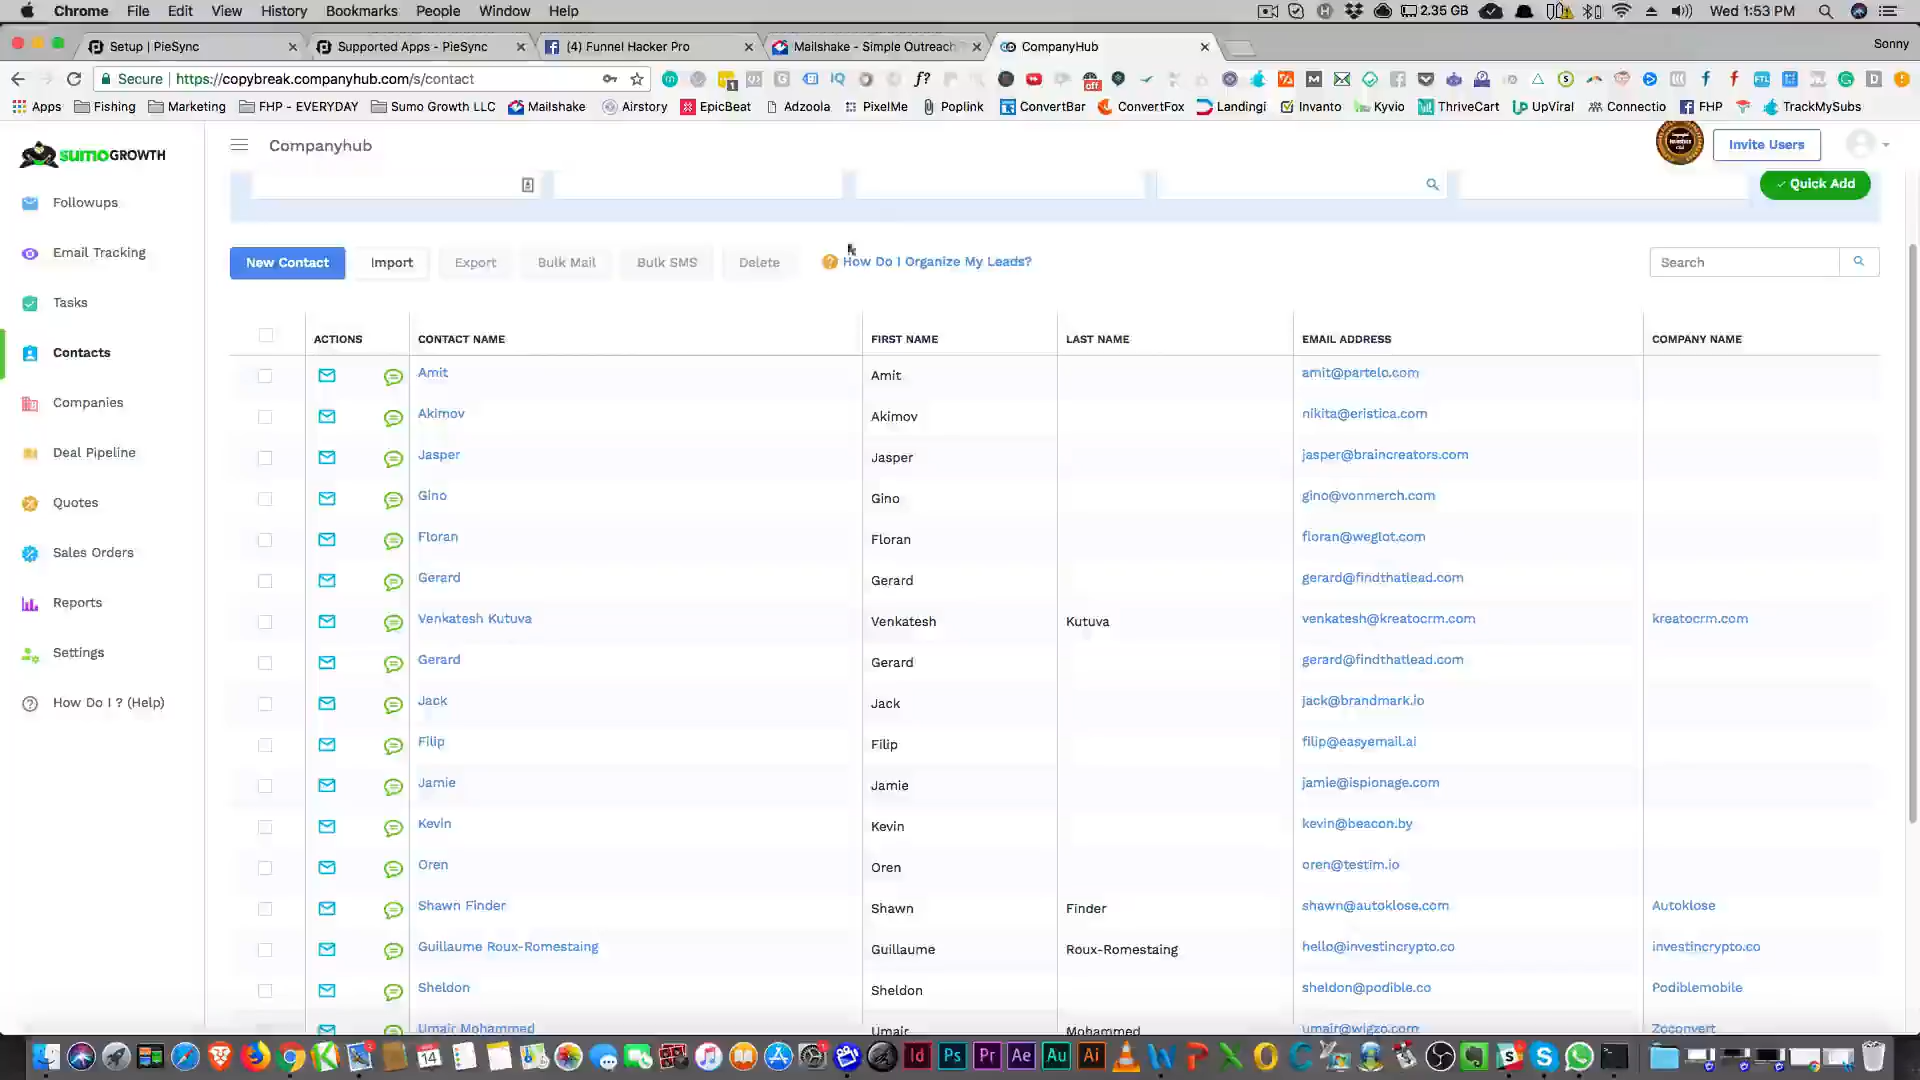 Chrome File Edit View History Bookmarks People Window Help 2.35 GB Wed 1:53 PM
Setup | PieSync Supported Apps - PieSync (4) Funnel Hacker Pro Mailshake - Simple Outreach CompanyHub Sonny
Secure https://copybreak.companyhub.com/s/contact
Apps Fishing Marketing FHP - EVERYDAY Sumo Growth LLC Mailshake Airstory EpicBeat Adzoola PixelMe Poplink ConvertBar ConvertFox Landingi Invanto Kyvio ThriveCart UpViral Connectio FHP TrackMySubs
SUMOGROWTH
Companyhub
Invite Users
Quick Add
Followups
Email Tracking
Tasks
Contacts
Companies
Deal Pipeline
Quotes
Sales Orders
Reports
Settings
How Do I ? (Help)
New Contact Import Export Bulk Mail Bulk SMS Delete How Do I Organize My Leads? Search
ACTIONS CONTACT NAME FIRST NAME LAST NAME EMAIL ADDRESS COMPANY NAME
Amit Amit amit@partelo.com
Akimov Akimov nikita@eristica.com
Jasper Jasper jasper@braincreators.com
Gino Gino gino@vonmerch.com
Floran Floran floran@weglot.com
Gerard Gerard gerard@findthatlead.com
Venkatesh Kutuva Venkatesh Kutuva venkatesh@kreatocrm.com kreatocrm.com
Gerard Gerard gerard@findthatlead.com
Jack Jack jack@brandmark.io
Filip Filip filip@easyemail.ai
Jamie Jamie jamie@ispionage.com
Kevin Kevin kevin@beacon.by
Oren Oren oren@testim.io
Shawn Finder Shawn Finder shawn@autoklose.com Autoklose
Guillaume Roux-Romestaing Guillaume Roux-Romestaing hello@investincrypto.co investincrypto.co
Sheldon Sheldon sheldon@podible.co Podiblemobile
Umair Mohammed Umair Mohammed umair@wigzo.com Zoconvert